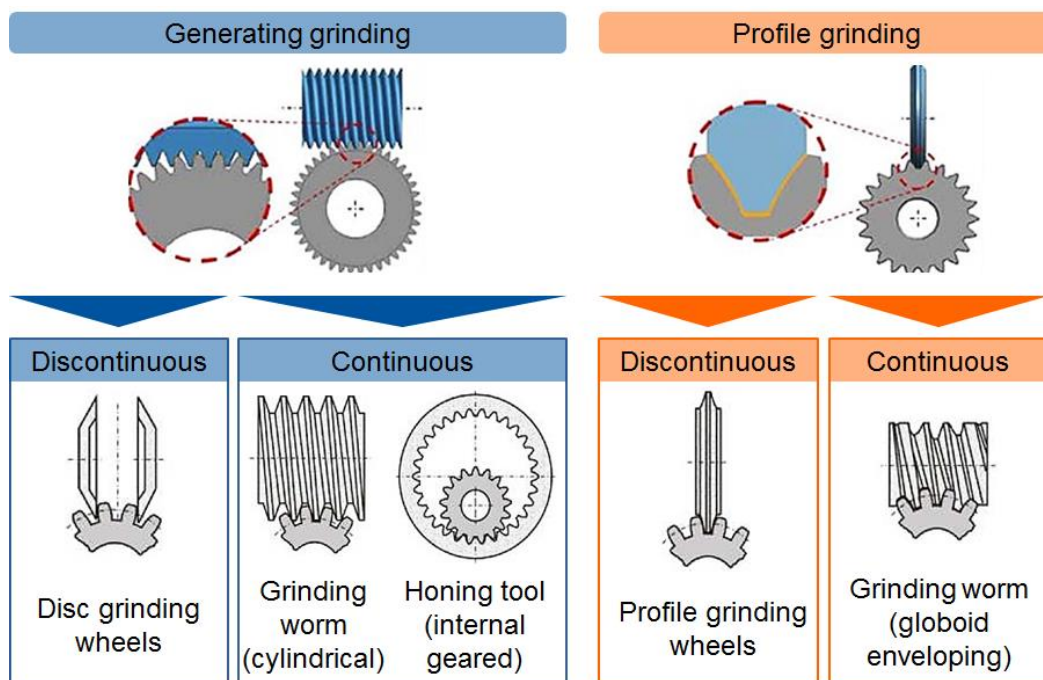 Generating grinding
Profile grinding
Discontinuous
Continuous
Discontinuous
Continuous
Disc grinding
wheels
Grinding
worm
(cylindrical)
Honing tool
(internal
geared)
Profile grinding
wheels
Grinding worm
(globoid
enveloping)